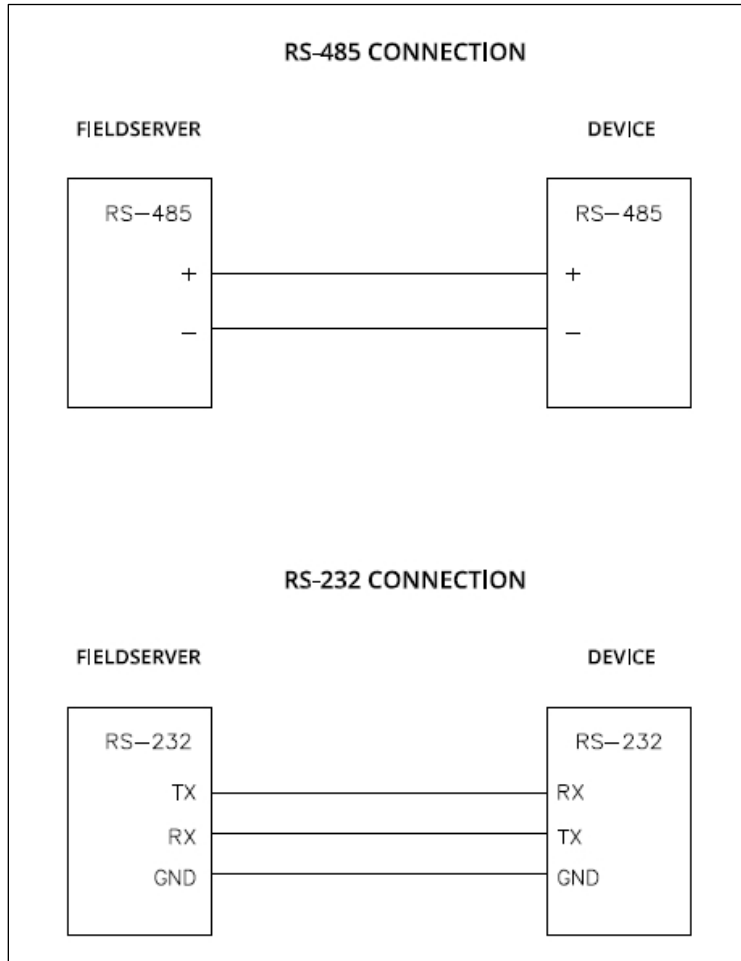 RS-485 CONNECTION
FIELDSERVER DEVICE
RS-485 RS-485
+ +
− −
RS-232 CONNECTION
FIELDSERVER DEVICE
RS-232 RS-232
TX RX
RX TX
GND GND